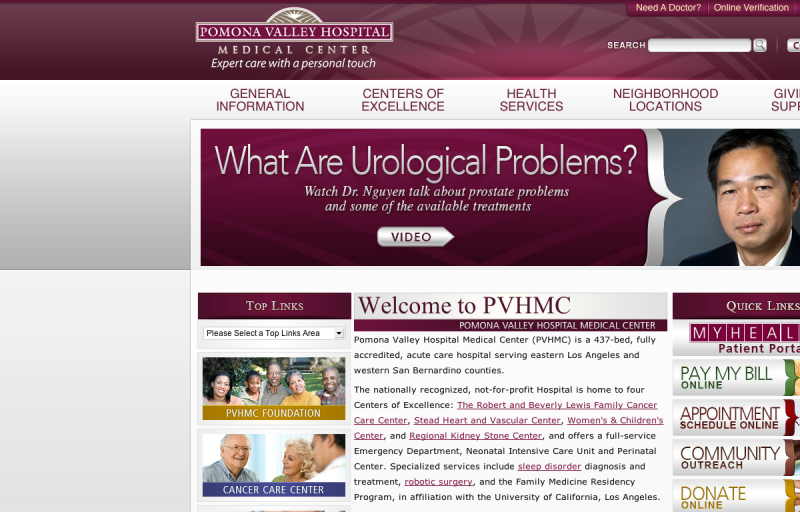 Need A Doctor?
Online Verification
POMONA VALLEY HOSPITAL
MEDICAL CENTER
Expert care with a personal touch
SEARCH
GENERAL
INFORMATION
CENTERS OF
EXCELLENCE
HEALTH
SERVICES
NEIGHBORHOOD
LOCATIONS
What Are Urological Problems?
Watch Dr. Nguyen talk about prostate problems
and some of the available treatments
VIDEO
TOP LINKS
Please Select a Top Links Area
PVHMC FOUNDATION
CANCER CARE CENTER
Welcome to PVHMC
POMONA VALLEY HOSPITAL MEDICAL CENTER
Pomona Valley Hospital Medical Center (PVHMC) is a 437-bed, fully
accredited, acute care hospital serving eastern Los Angeles and
western San Bernardino counties.
The nationally recognized, not-for-profit Hospital is home to four
Centers of Excellence: The Robert and Beverly Lewis Family Cancer
Care Center, Stead Heart and Vascular Center, Women's & Children's
Center, and Regional Kidney Stone Center, and offers a full-service
Emergency Department, Neonatal Intensive Care Unit and Perinatal
Center. Specialized services include sleep disorder diagnosis and
treatment, robotic surgery, and the Family Medicine Residency
Program, in affiliation with the University of California, Los Angeles.
QUICK LINKS
MYHEAL
Patient Porta
PAY MY BILL
ONLINE
APPOINTMENT
SCHEDULE ONLINE
COMMUNITY
OUTREACH
DONATE
ONLINE